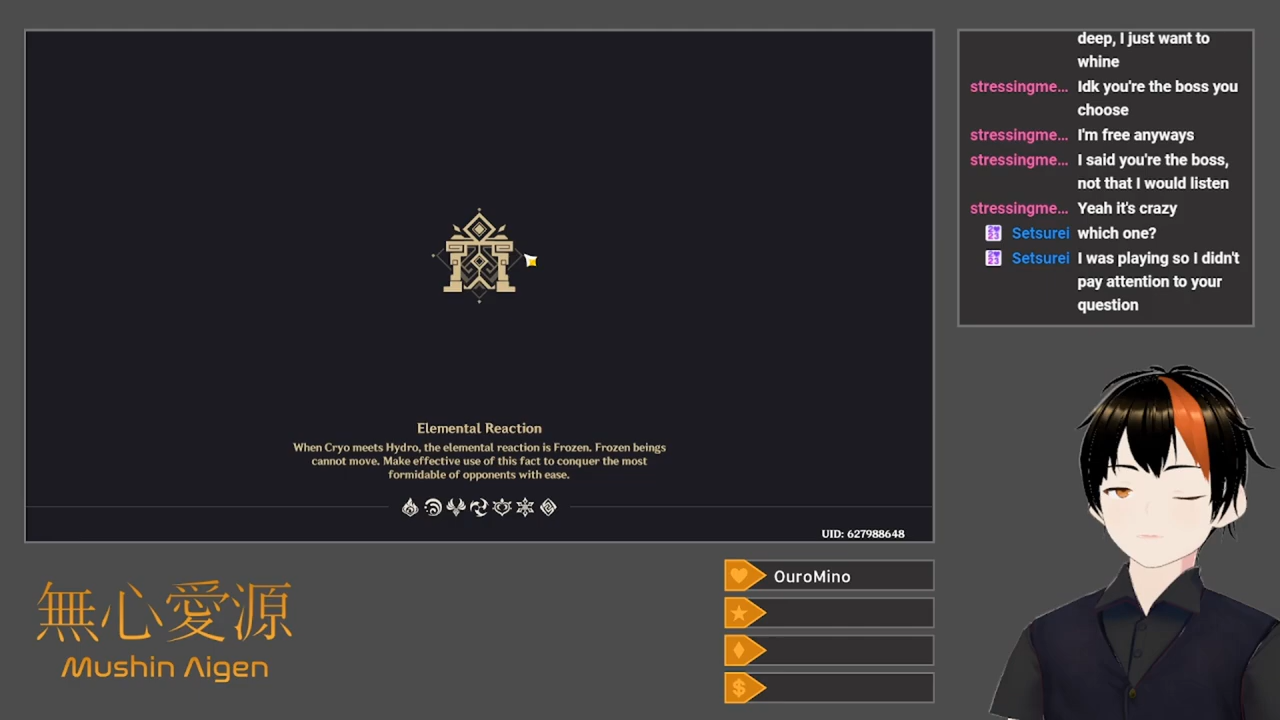 Elemental Reaction
When Cryo meets Hydro, the elemental reaction is Frozen. Frozen beings
cannot move. Make effective use of this fact to conquer the most
formidable of opponents with ease.
UID: 627988648
deep, I just want to
whine
stressingme... Idk you're the boss you
choose
stressingme... I'm free anyways
stressingme... I said you're the boss,
not that I would listen
stressingme... Yeah it's crazy
Setsurei which one?
Setsurei I was playing so I didn't
pay attention to your
question
無心愛源
Mushin Aigen
OuroMino